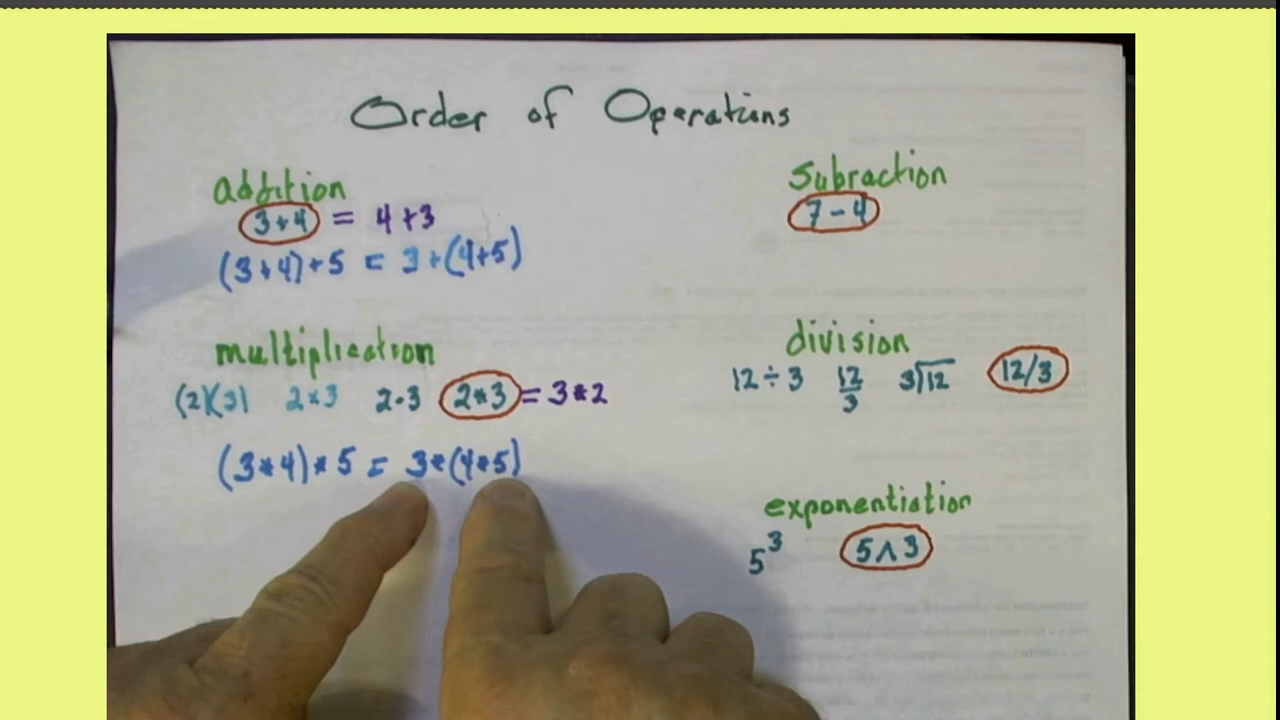 Order of Operations
addition
3+4 = 4+3
(3+4)+5 = 3+(4+5)
multiplication
(2)(3) 2×3 2·3 2*3 = 3*2
(3*4)*5 = 3*(4*5)
Subraction
7-4
division
12÷3 12/3 3)12 12/3
exponentiation
5³ 5^3